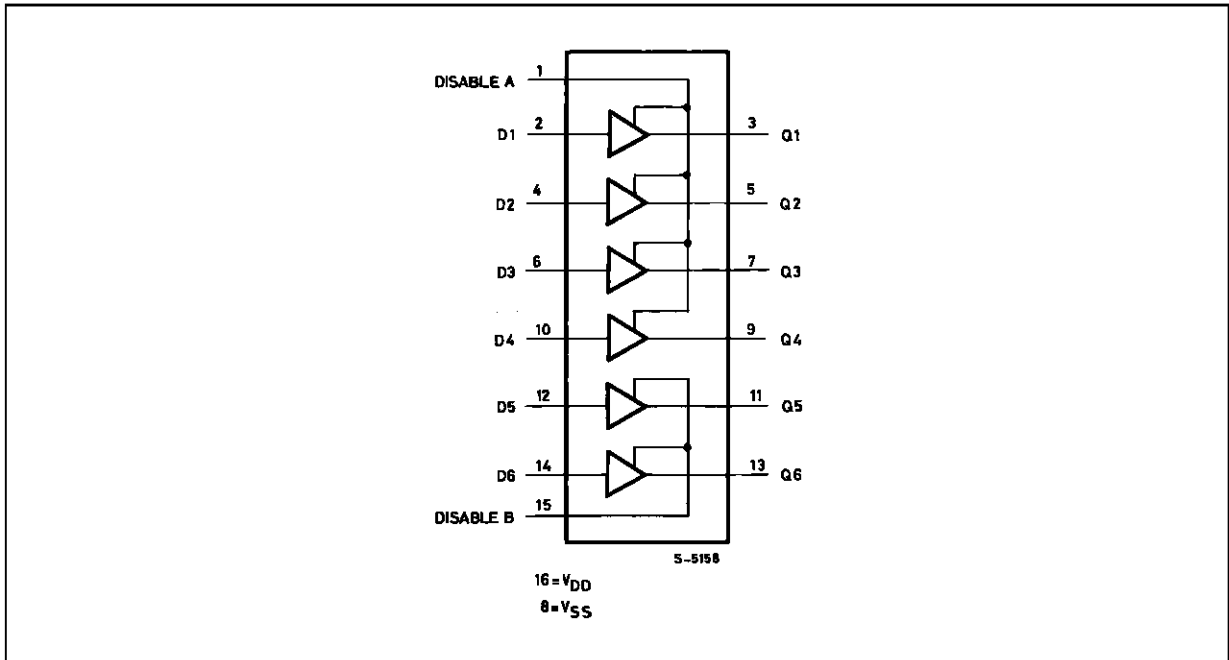 DISABLE A 1
D1 2 3 Q1
D2 4 5 Q2
D3 6 7 Q3
D4 10 9 Q4
D5 12 11 Q5
D6 14 13 Q6
DISABLE B 15
S-5158
16=VDD
8=VSS